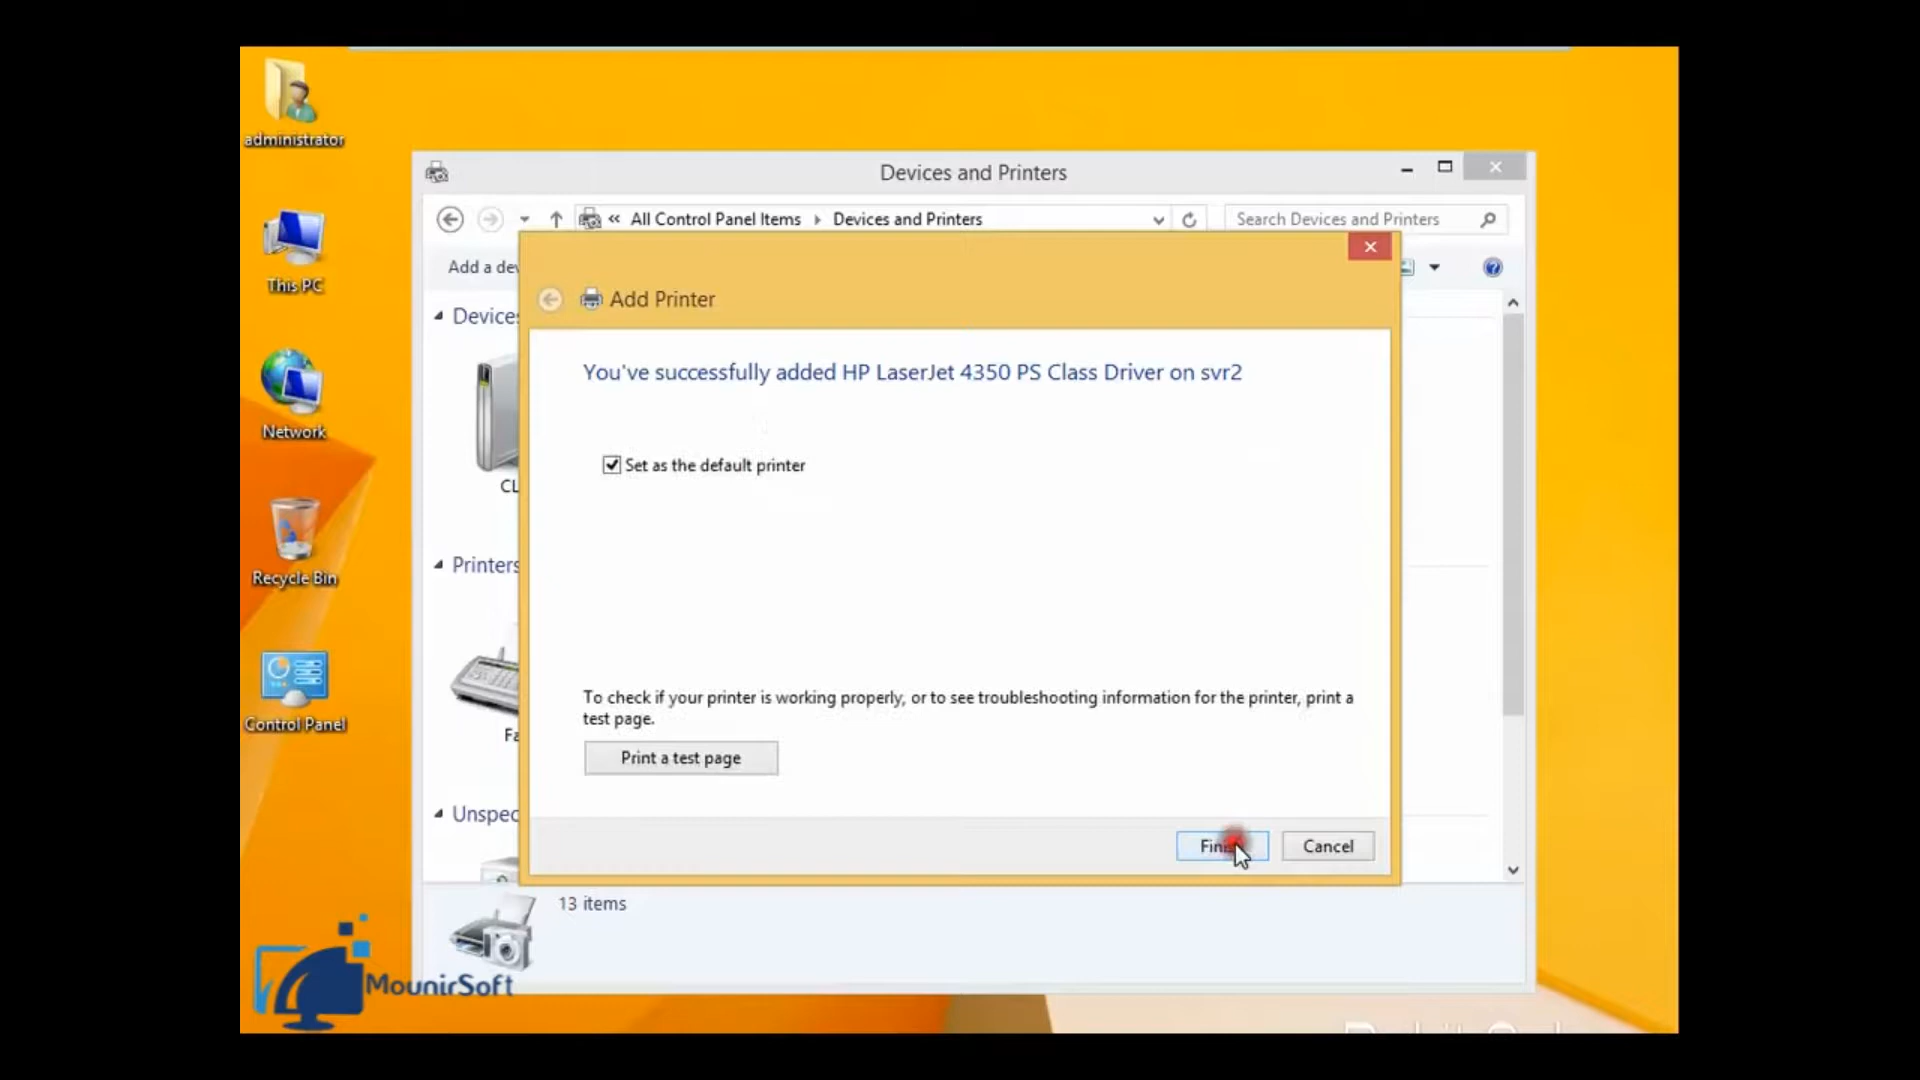 administrator
This PC
Network
Recycle Bin
Control Panel
Devices and Printers
« All Control Panel Items Devices and Printers
Search Devices and Printers
Add a
Add Printer
You've successfully added HP LaserJet 4350 PS Class Driver on svr2
Set as the default printer
To check if your printer is working properly, or to see troubleshooting information for the printer, print a
test page.
Print a test page
Cancel
Devices
CL
Printers
Fa
Unspec
13 items
MounirSoft